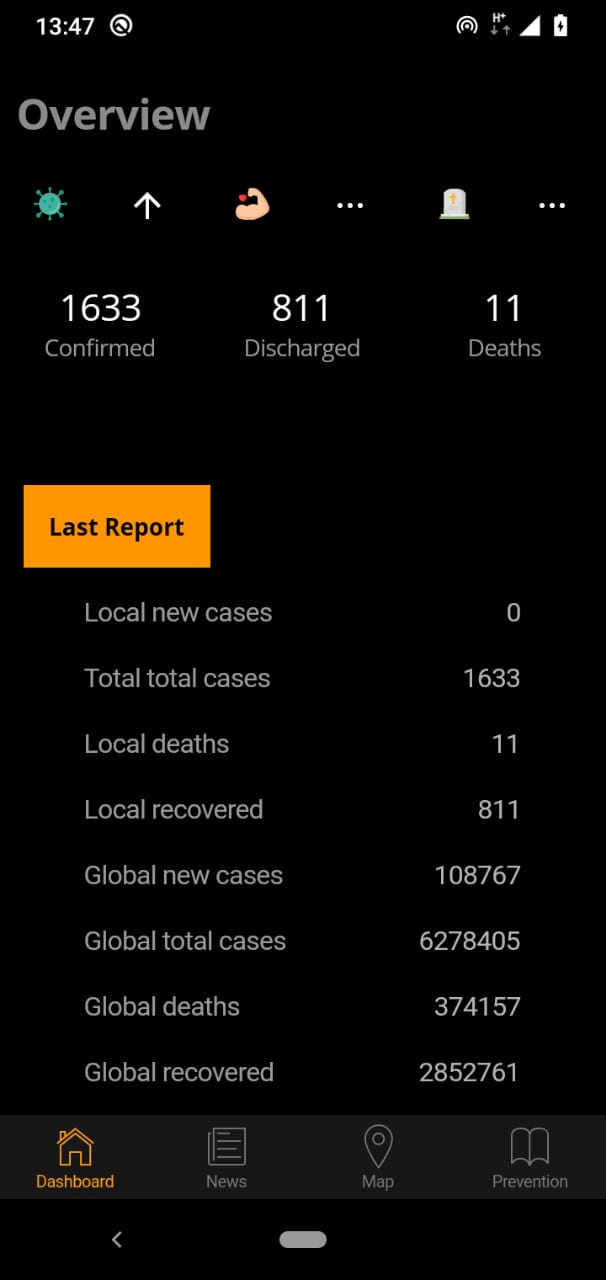 13:47
H+
Overview
1633 811 11
Confirmed Discharged Deaths
Last Report
Local new cases 0
Total total cases 1633
Local deaths 11
Local recovered 811
Global new cases 108767
Global total cases 6278405
Global deaths 374157
Global recovered 2852761
Dashboard News Map Prevention